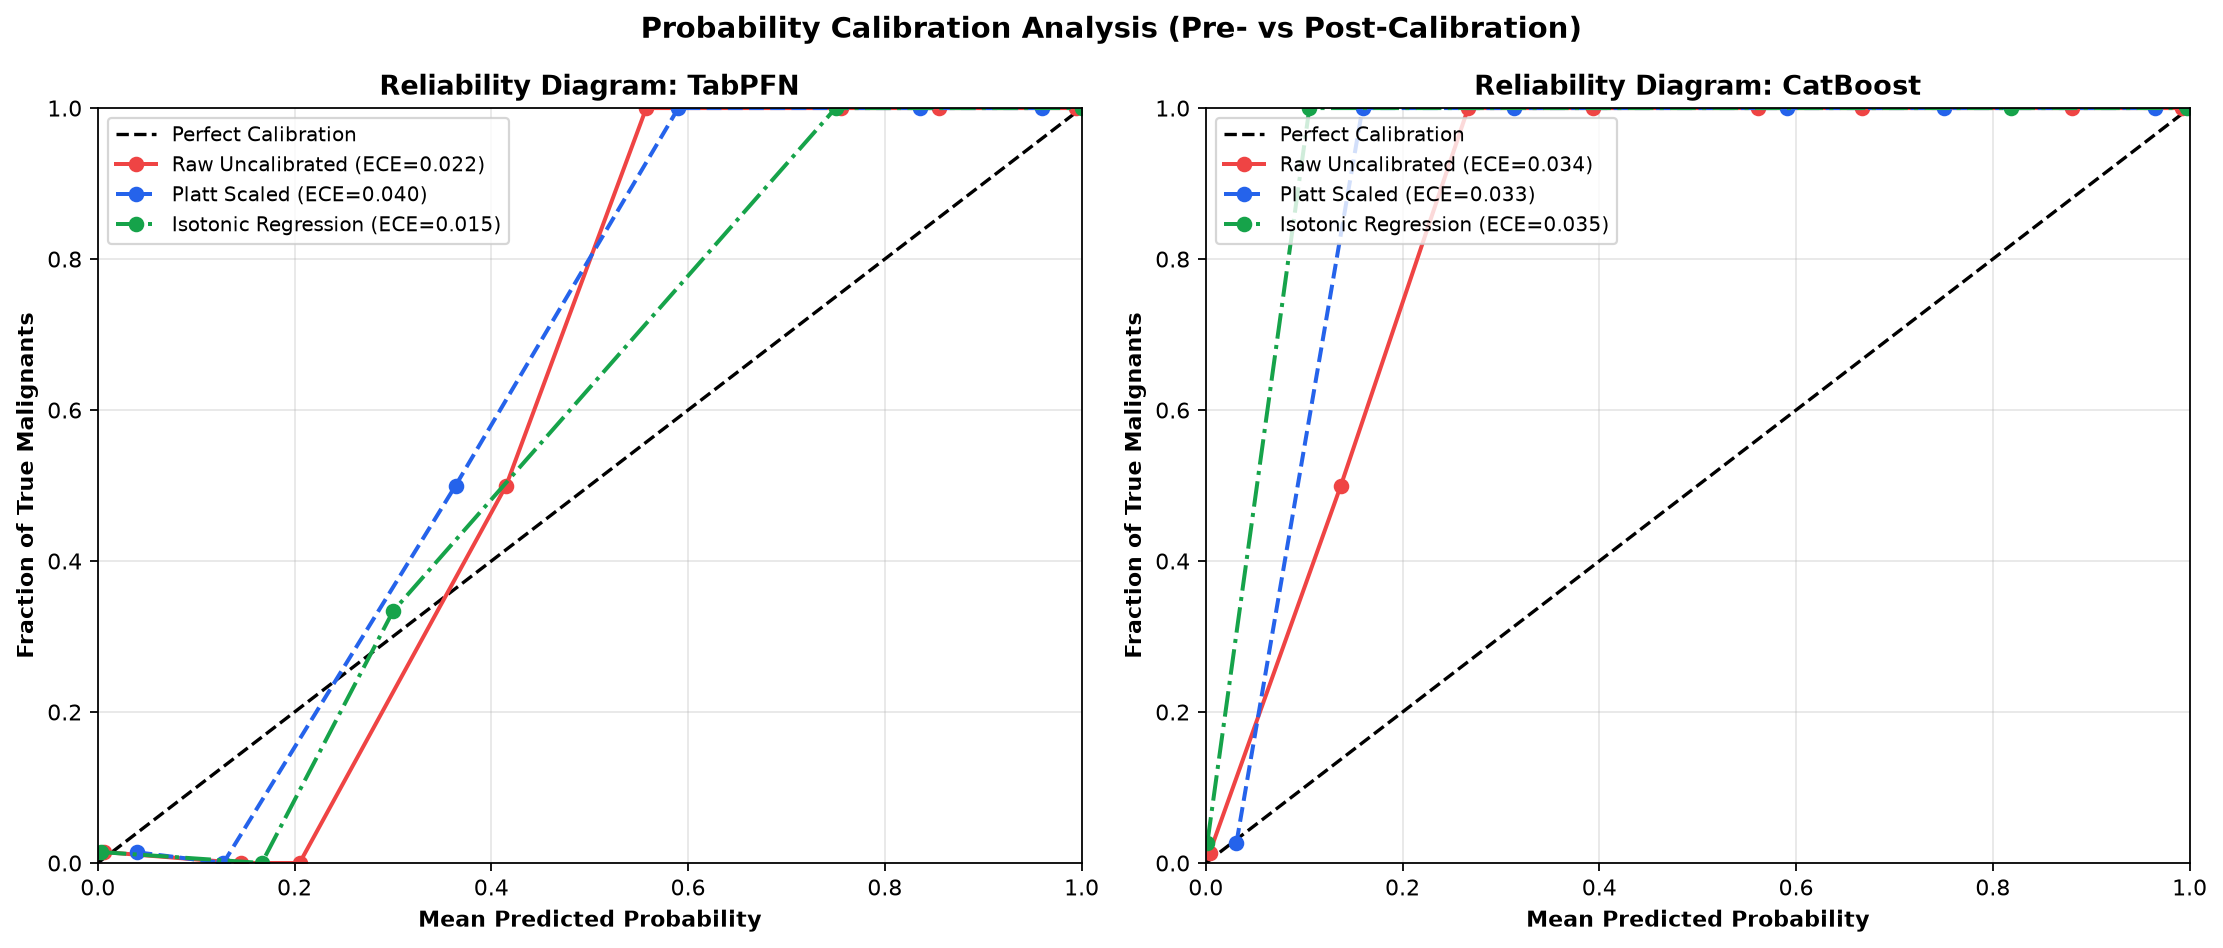 Probability Calibration Analysis (Pre- vs Post-Calibration)
Reliability Diagram: TabPFN
1.0
0.8
0.6
0.4
0.2
0.0
Fraction of True Malignants
Perfect Calibration
Raw Uncalibrated (ECE=0.022)
Platt Scaled (ECE=0.040)
Isotonic Regression (ECE=0.015)
0.0 0.2 0.4 0.6 0.8 1.0
Mean Predicted Probability
Reliability Diagram: CatBoost
1.0
0.8
0.6
0.4
0.2
0.0
Fraction of True Malignants
Perfect Calibration
Raw Uncalibrated (ECE=0.034)
Platt Scaled (ECE=0.033)
Isotonic Regression (ECE=0.035)
0.0 0.2 0.4 0.6 0.8 1.0
Mean Predicted Probability